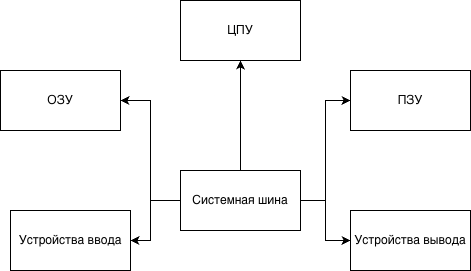 ЦПУ
ОЗУ
ПЗУ
Системная шина
Устройства ввода
Устройства вывода